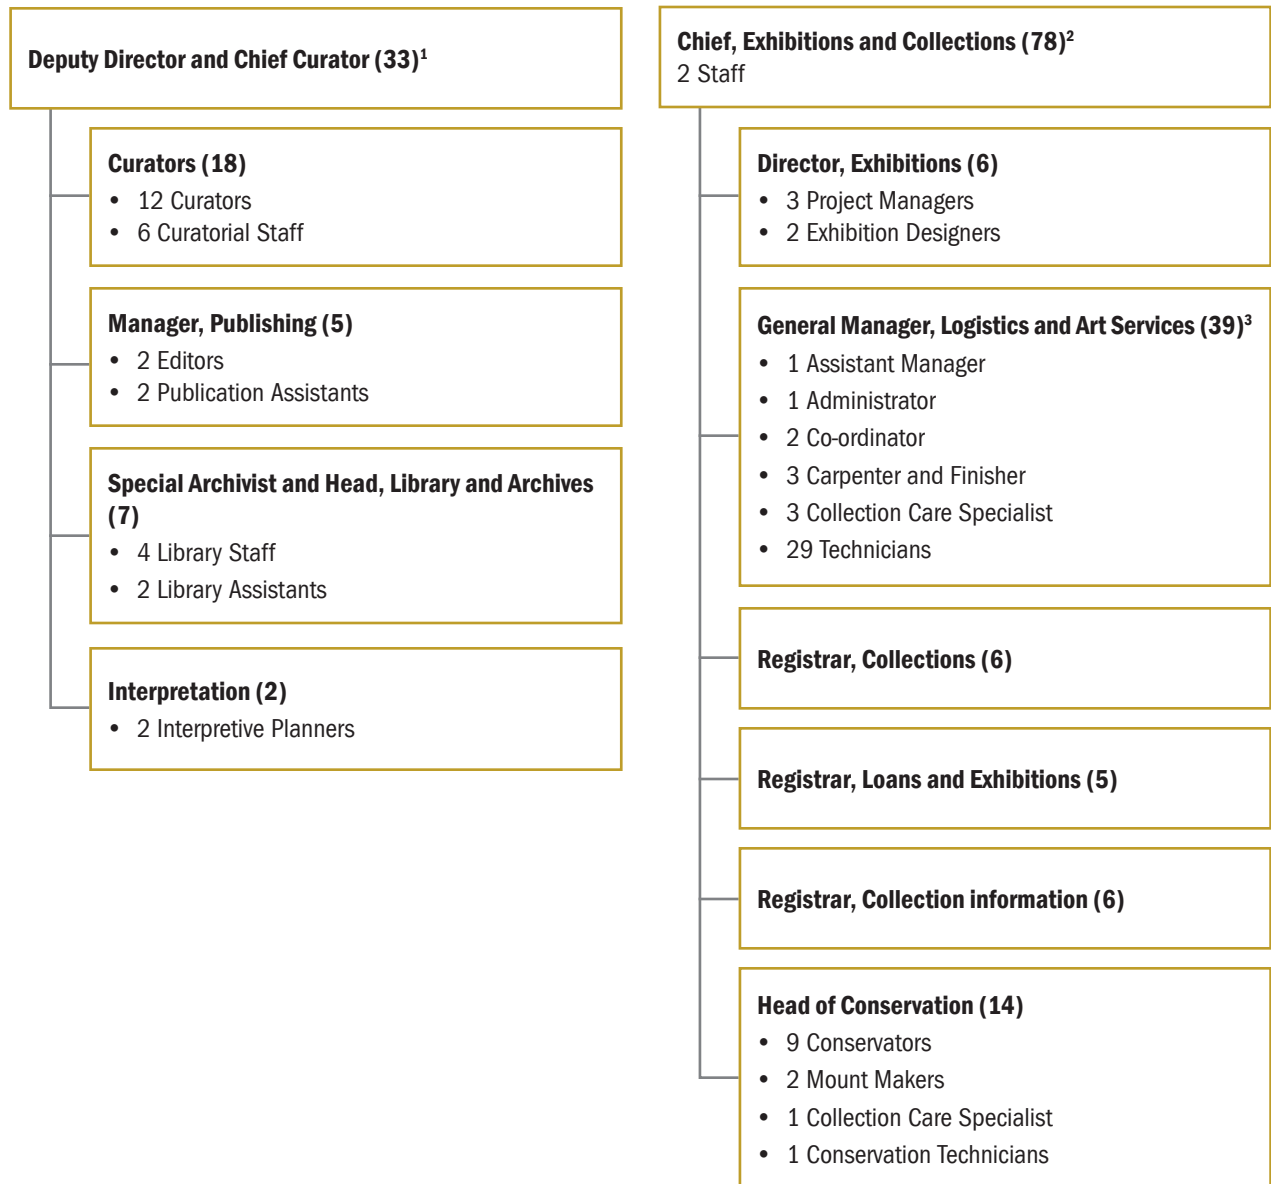 Deputy Director and Chief Curator (33)¹
Curators (18)
• 12 Curators
• 6 Curatorial Staff
Manager, Publishing (5)
• 2 Editors
• 2 Publication Assistants
Special Archivist and Head, Library and Archives
(7)
• 4 Library Staff
• 2 Library Assistants
Interpretation (2)
• 2 Interpretive Planners
Chief, Exhibitions and Collections (78)²
2 Staff
Director, Exhibitions (6)
• 3 Project Managers
• 2 Exhibition Designers
General Manager, Logistics and Art Services (39)³
• 1 Assistant Manager
• 1 Administrator
• 2 Co-ordinator
• 3 Carpenter and Finisher
• 3 Collection Care Specialist
• 29 Technicians
Registrar, Collections (6)
Registrar, Loans and Exhibitions (5)
Registrar, Collection information (6)
Head of Conservation (14)
• 9 Conservators
• 2 Mount Makers
• 1 Collection Care Specialist
• 1 Conservation Technicians